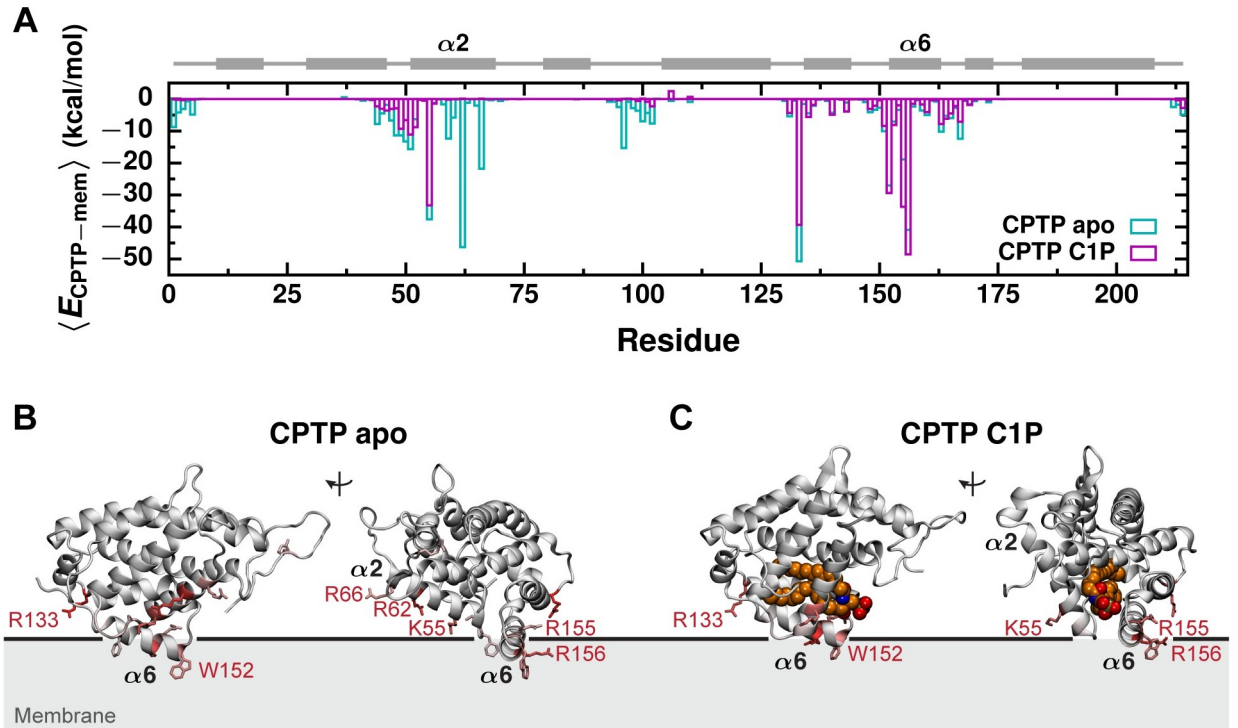 A
α2
α6
⟨E_CPTP−mem⟩ (kcal/mol)
0
−10
−20
−30
−40
−50
CPTP apo
CPTP C1P
0 25 50 75 100 125 150 175 200
Residue
B
CPTP apo
C
CPTP C1P
R133
α6
W152
α2
R66
R62
K55
R155
R156
α6
R133
α6
W152
α2
K55
R155
R156
α6
Membrane